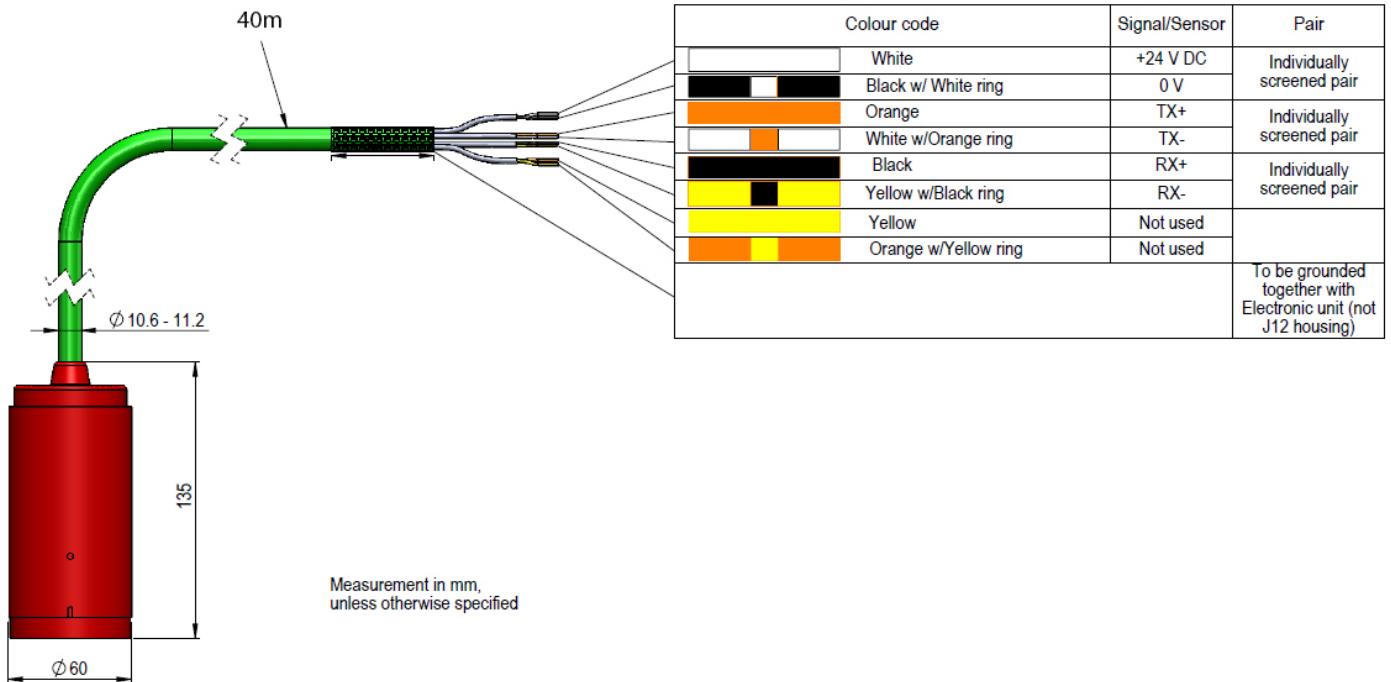 40m
Colour code Signal/Sensor Pair
White +24 V DC Individually screened pair
Black w/ White ring 0 V
Orange TX+ Individually screened pair
White w/Orange ring TX-
Black RX+ Individually screened pair
Yellow w/Black ring RX-
Yellow Not used
Orange w/Yellow ring Not used
To be grounded
together with
Electronic unit (not
J12 housing)
∅ 10.6 - 11.2
135
Measurement in mm,
unless otherwise specified
∅ 60